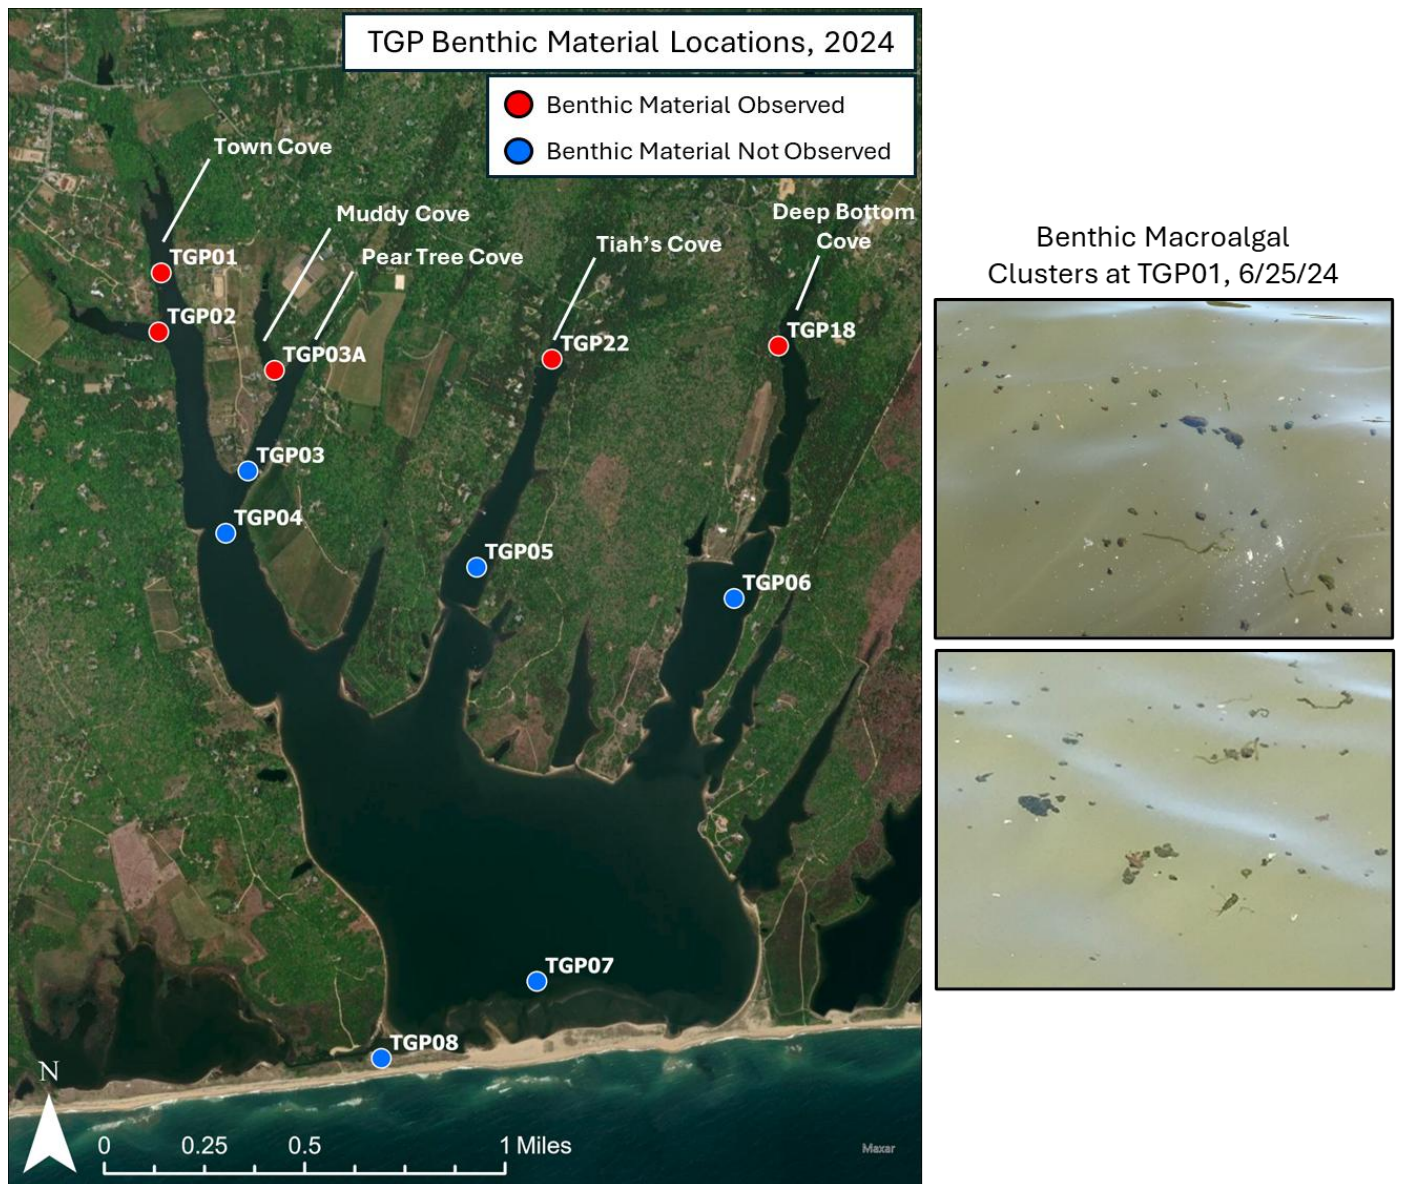 TGP Benthic Material Locations, 2024
Benthic Material Observed
Benthic Material Not Observed
Town Cove
Muddy Cove
Pear Tree Cove
Tiah's Cove
Deep Bottom
Cove
TGP01
TGP02
TGP03A
TGP22
TGP18
TGP03
TGP04
TGP05
TGP06
TGP07
TGP08
N
0 0.25 0.5 1 Miles
Maxar
Benthic Macroalgal
Clusters at TGP01, 6/25/24